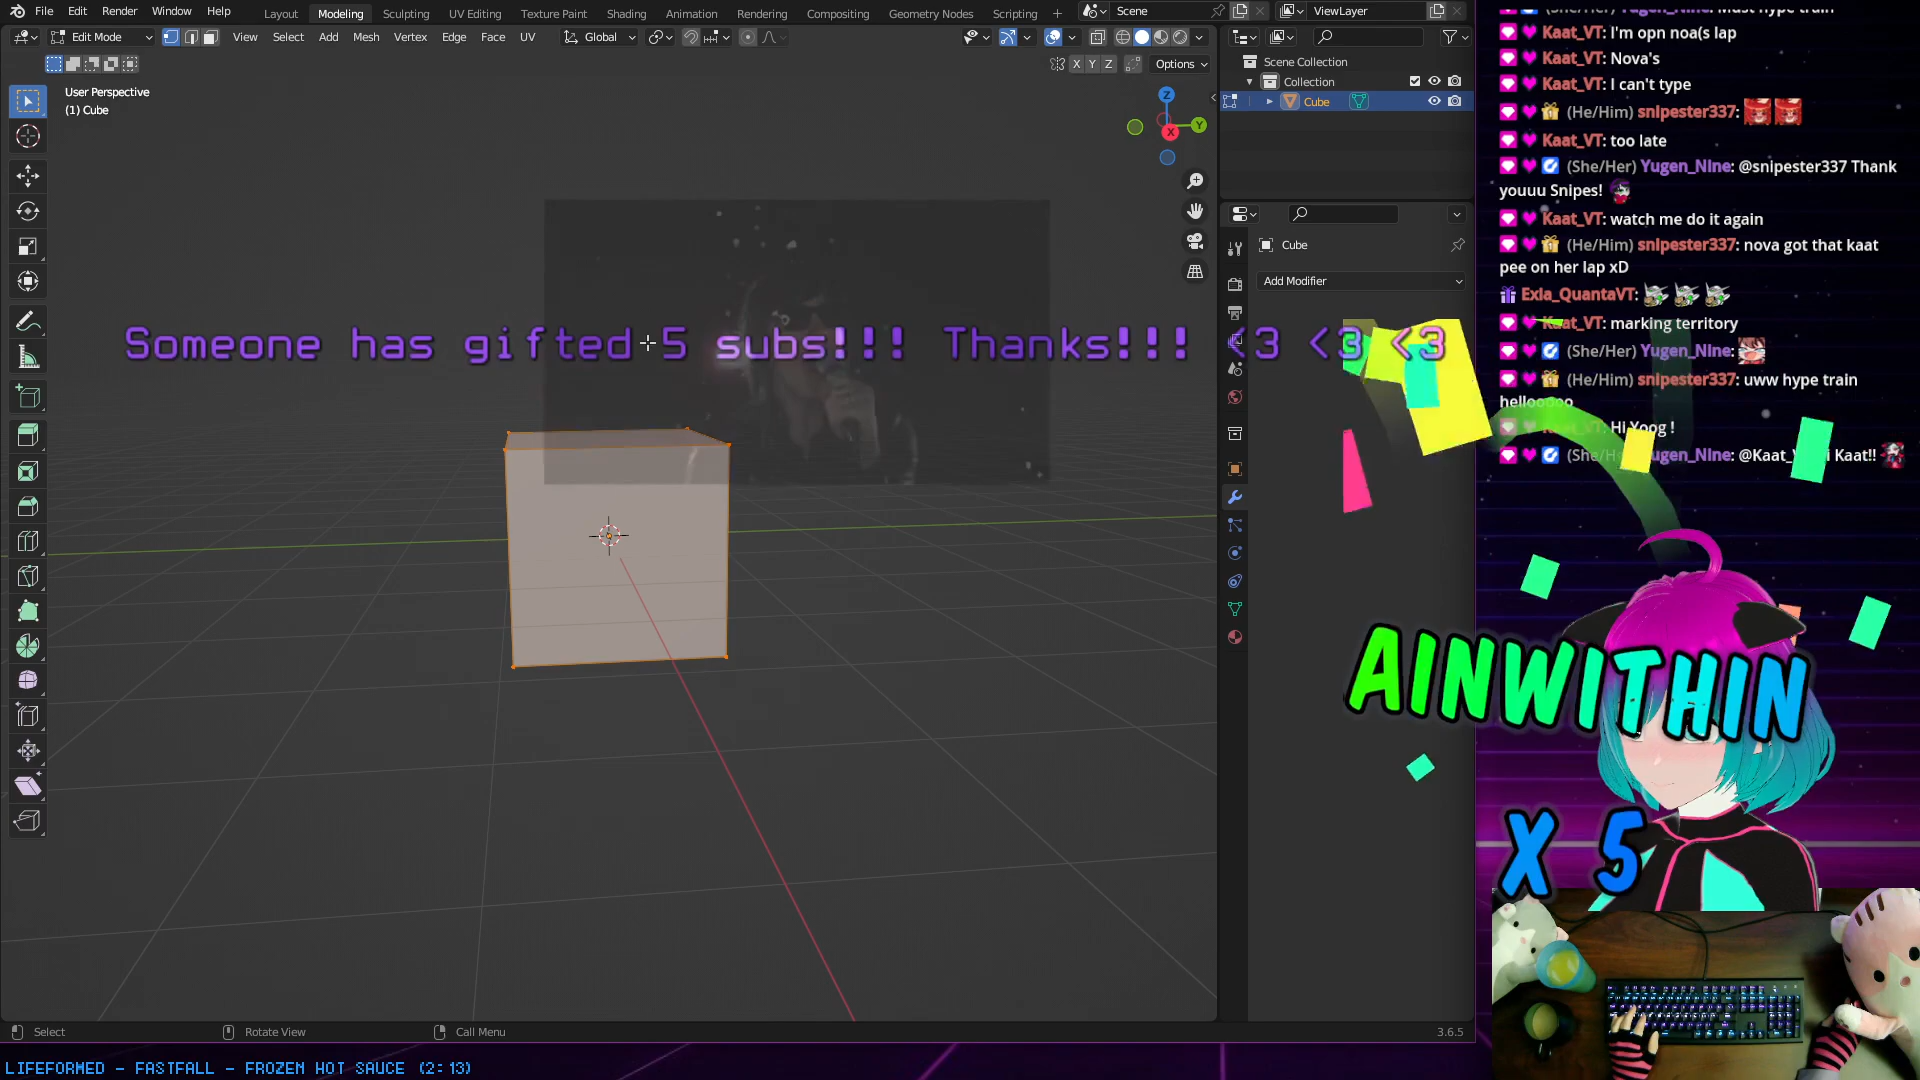 File Edit Render Window Help
Layout Modeling Sculpting UV Editing Texture Paint Shading Animation Rendering Compositing Geometry Nodes Scripting
Scene
ViewLayer
Edit Mode
View Select Add Mesh Vertex Edge Face UV
Global
X Y Z
Options
User Perspective
(1) Cube
Z
Y
X
Scene Collection
Collection
Cube
Cube
Add Modifier
Someone has gifted 5 subs!!! Thanks!!! <3 <3 <3
Kaat_VT: I'm opn noa(s lap
Kaat_VT: Nova's
Kaat_VT: I can't type
(He/Him) snipester337:
Kaat_VT: too late
(She/Her) Yugen_Nine: @snipester337 Thank
youuu Snipes!
Kaat_VT: watch me do it again
(He/Him) snipester337: nova got that kaat
pee on her lap xD
Exia_QuantaVT:
Kaat_VT: marking territory
(She/Her) Yugen_Nine:
(He/Him) snipester337: uww hype train
hellooooo
Hi Yoog !
Yugen_Nine: Kaat!!
AINWITHIN
X 5
Select
Rotate View
Call Menu
3.6.5
LIFEFORMED - FASTFALL - FROZEN HOT SAUCE (2:13)